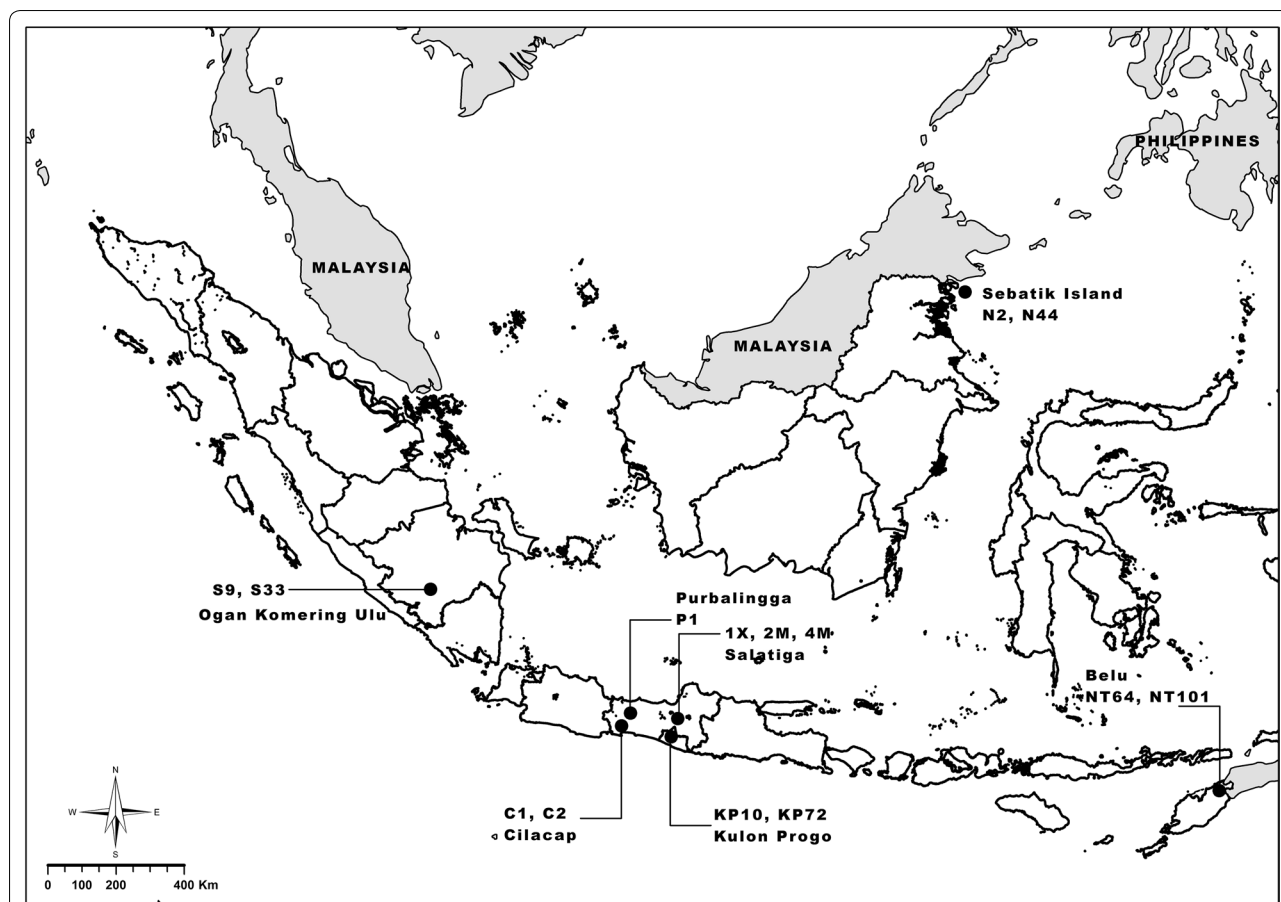 PHILIPPINES
MALAYSIA
Sebatik Island
N2, N44
MALAYSIA
S9, S33
Ogan Komering Ulu
Purbalingga
P1
1X, 2M, 4M
Salatiga
Belu
NT64, NT101
C1, C2
Cilacap
KP10, KP72
Kulon Progo
N
W E
S
0 100 200 400 Km